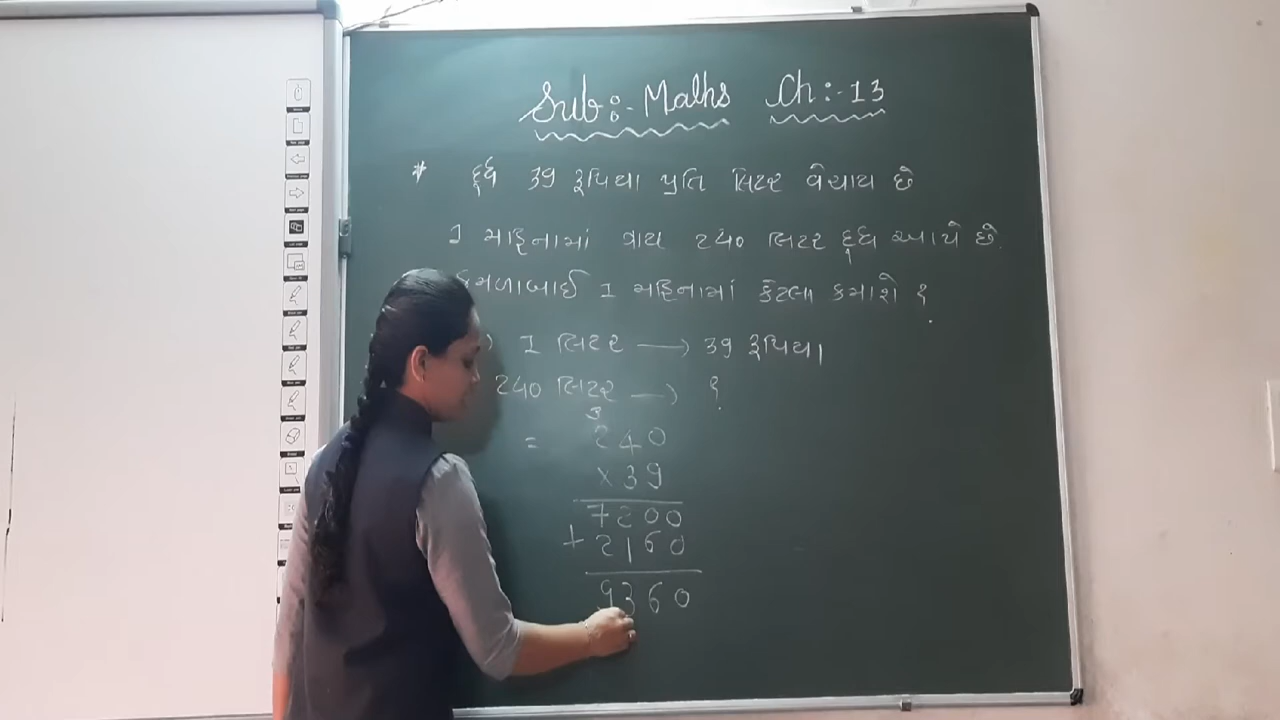 Sub:- Maths Ch:-13
* દૂધ 39 રૂપિયા પ્રતિ લિટર વેચાય છે
1 મહિનામાં ગાય 240 લિટર દૂધ આપે છે.
કમળાબાઈ 1 મહિનામાં કેટલા કમાશે ?
) 1 લિટર → 39 રૂપિયા
240 લિટર → ?
3
= 240
× 39
7200
+ 2160
9360